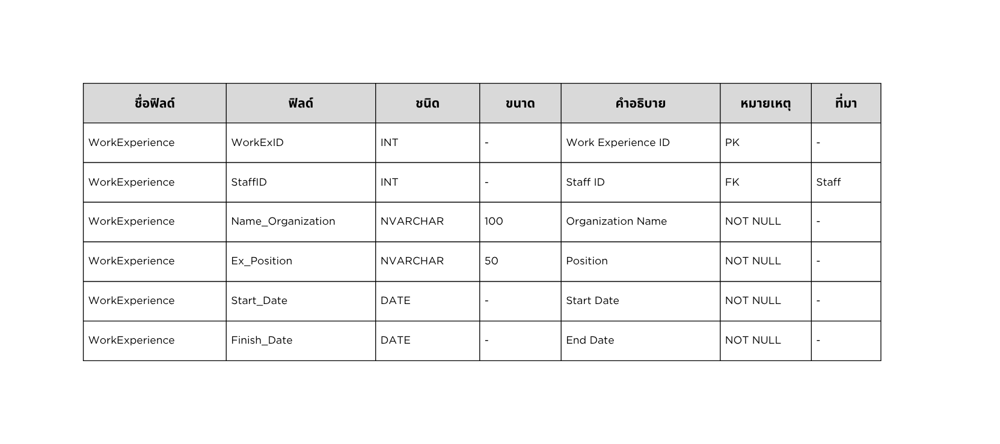 ชื่อฟิลด์ ฟิลด์ ชนิด ขนาด คำอธิบาย หมายเหตุ ที่มา
WorkExperience WorkExID INT - Work Experience ID PK -
WorkExperience StaffID INT - Staff ID FK Staff
WorkExperience Name_Organization NVARCHAR 100 Organization Name NOT NULL -
WorkExperience Ex_Position NVARCHAR 50 Position NOT NULL -
WorkExperience Start_Date DATE - Start Date NOT NULL -
WorkExperience Finish_Date DATE - End Date NOT NULL -